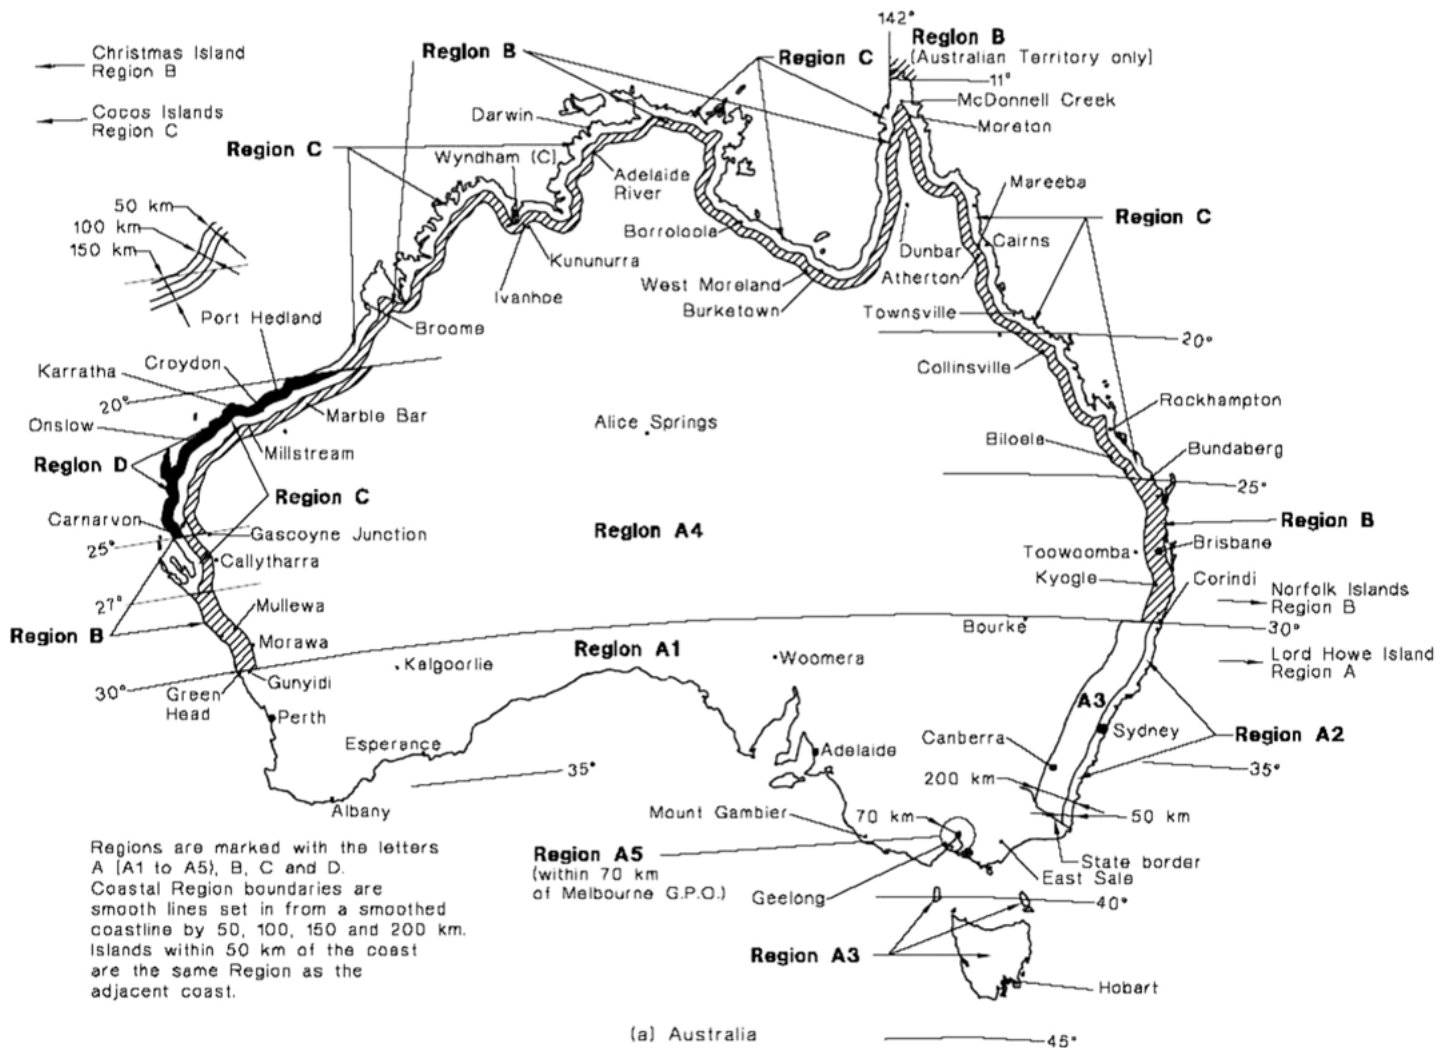 142°
Region B
(Australian Territory only)
11°
Christmas Island
Region B
Region B
Region C
Cocos Islands
Region C
Darwin
McDonnell Creek
Moreton
Region C
Wyndham (C)
Adelaide
River
Mareeba
50 km
100 km
150 km
Region C
Borroloola
Dunbar
Cairns
Atherton
Kununurra
Ivanhoe
West Moreland
Burketown
Townsville
Port Hedland
Broome
20°
Karratha
Croydon
Collinsville
20°
Marble Bar
Onslow
Alice Springs
Rockhampton
Biloela
Bundaberg
Region D
Millstream
Region C
25°
Carnarvon
Gascoyne Junction
Region A4
Region B
25°
Callytharra
Toowoomba
Brisbane
Kyogle
Corindi
27°
Mullewa
Norfolk Islands
Region B
Region B
Morawa
Bourke
30°
Region A1
Kalgoorlie
Woomera
Lord Howe Island
Region A
30°
Green
Head
Gunyidi
A3
Perth
Sydney
Region A2
Esperance
Adelaide
Canberra
35°
35°
200 km
Albany
Mount Gambier
70 km
50 km
Regions are marked with the letters
A (A1 to A5), B, C and D.
Coastal Region boundaries are
smooth lines set in from a smoothed
coastline by 50, 100, 150 and 200 km.
Islands within 50 km of the coast
are the same Region as the
adjacent coast.
Region A5
(within 70 km
of Melbourne G.P.O.)
State border
East Sale
Geelong
40°
Region A3
Hobart
(a) Australia
45°